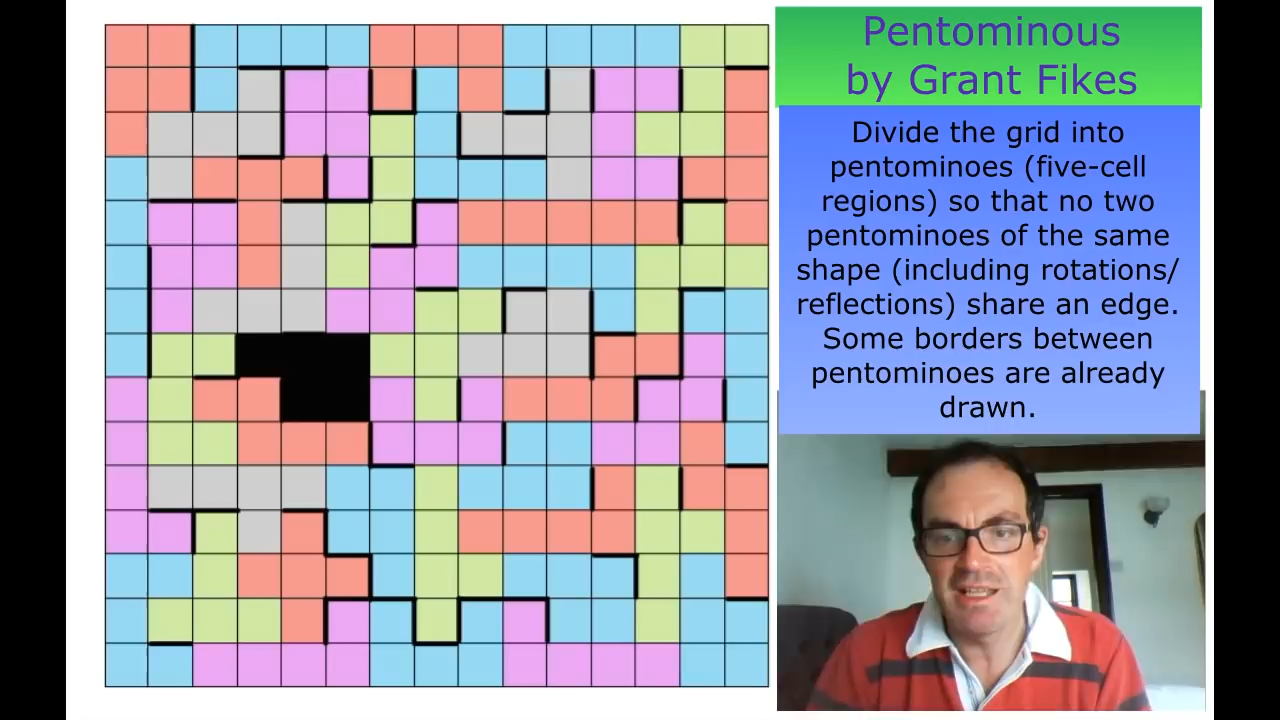 Pentominous
by Grant Fikes
Divide the grid into
pentominoes (five-cell
regions) so that no two
pentominoes of the same
shape (including rotations/
reflections) share an edge.
Some borders between
pentominoes are already
drawn.